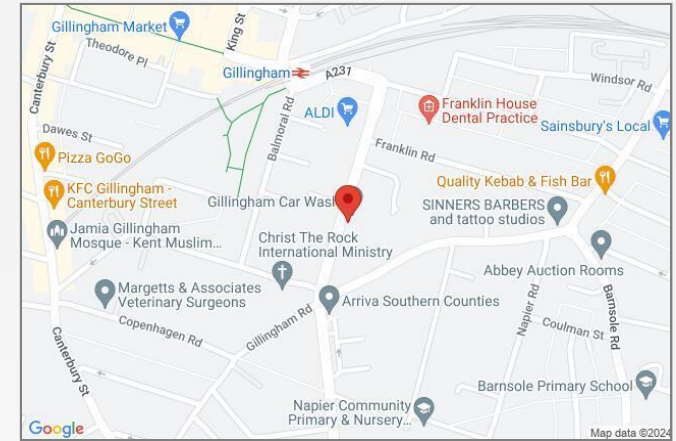 Gillingham Market
King St
Theodore Pl
Canterbury St
Gillingham
A231
Windsor Rd
Balmoral Rd
ALDI
Franklin House
Dental Practice
Sainsbury's Local
Dawes St
Pizza GoGo
Franklin Rd
KFC Gillingham -
Canterbury Street
Quality Kebab & Fish Bar
Gillingham Car Wash
SINNERS BARBERS
and tattoo studios
Jamia Gillingham
Mosque - Kent Muslim...
Christ The Rock
International Ministry
Abbey Auction Rooms
Margetts & Associates
Veterinary Surgeons
Arriva Southern Counties
Napier Rd
Barnsole Rd
Copenhagen Rd
Gillingham Rd
Coulman St
Canterbury St
Barnsole Primary School
Napier Community
Primary & Nursery...
Google
Map data ©2024